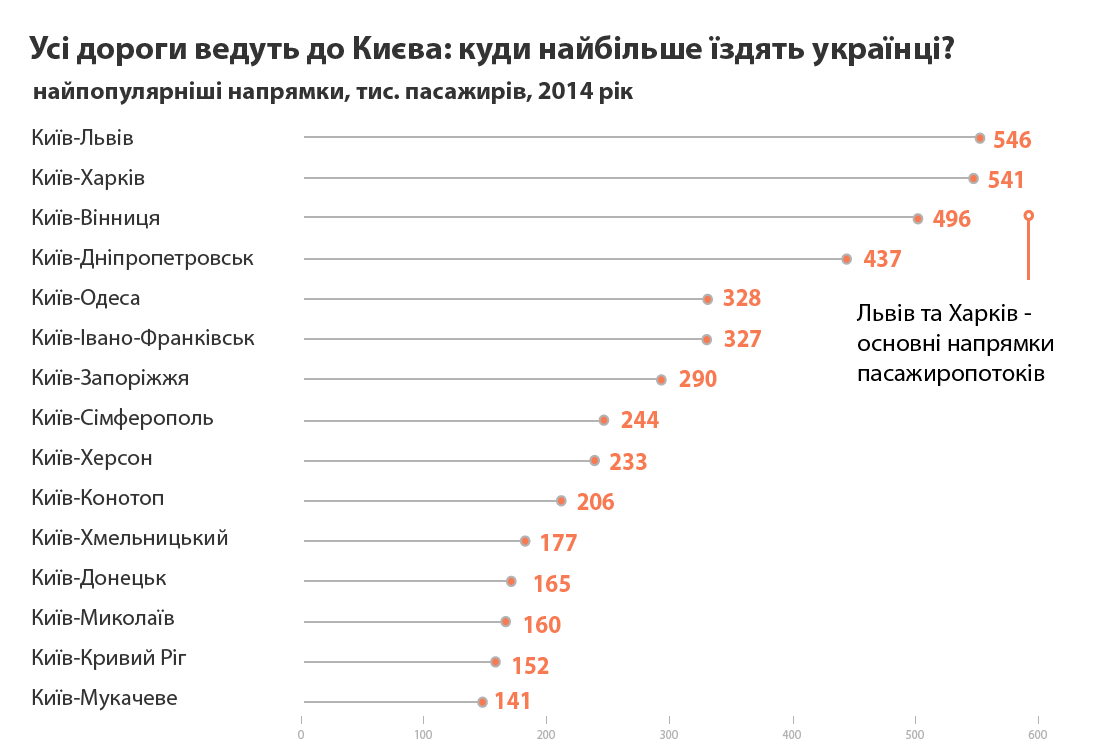 Усі дороги ведуть до Києва: куди найбільше їздять українці?
найпопулярніші напрямки, тис. пасажирів, 2014 рік
Київ-Львів 546
Київ-Харків 541
Київ-Вінниця 496
Київ-Дніпропетровськ 437
Київ-Одеса 328
Київ-Івано-Франківськ 327
Київ-Запоріжжя 290
Київ-Сімферополь 244
Київ-Херсон 233
Київ-Конотоп 206
Київ-Хмельницький 177
Київ-Донецьк 165
Київ-Миколаїв 160
Київ-Кривий Ріг 152
Київ-Мукачеве 141
Львів та Харків -
основні напрямки
пасажиропотоків
0 100 200 300 400 500 600